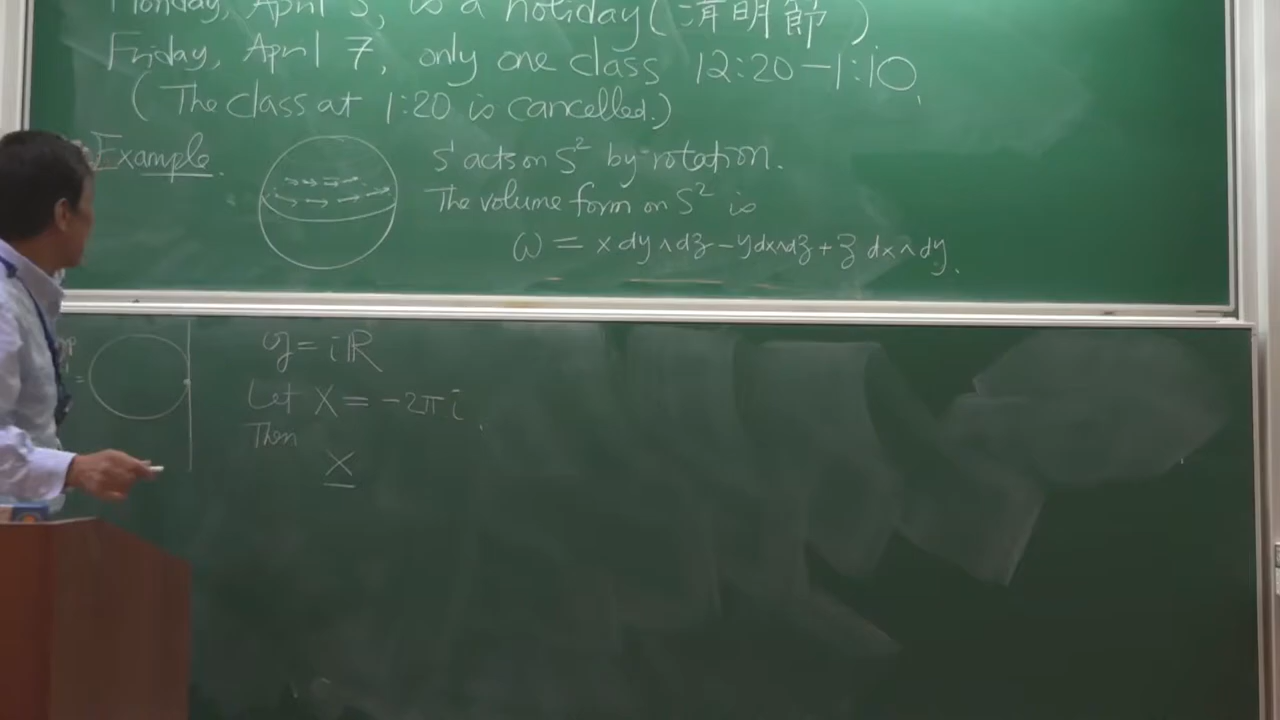 Monday, April 3, is a holiday (清明節)
Friday, April 7, only one class 12:20-1:10.
(The class at 1:20 is cancelled.)
Example.
S¹ acts on S² by rotation.
The volume form on S² is
ω = x dy∧dz - y dx∧dz + z dx∧dy.
𝔤 = iℝ
Let X = -2πi.
Then
X